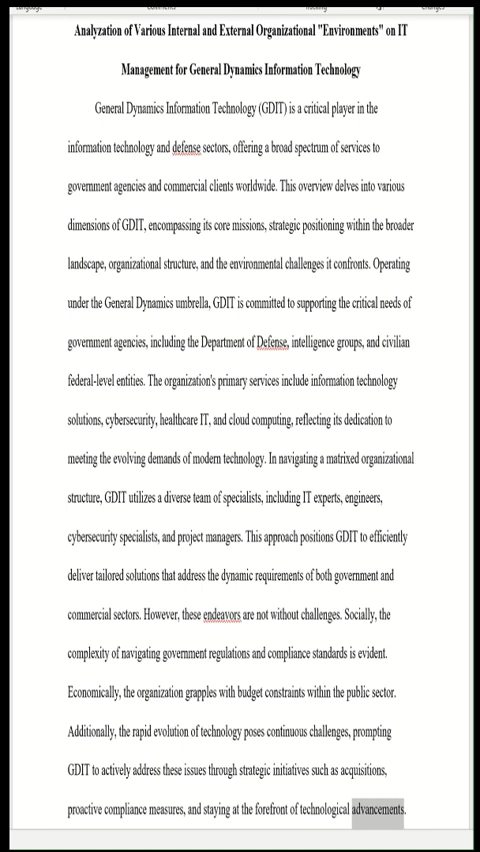 Language
Comments
Tracking
Changes
Analyzation of Various Internal and External Organizational "Environments" on IT
Management for General Dynamics Information Technology
General Dynamics Information Technology (GDIT) is a critical player in the
information technology and defense sectors, offering a broad spectrum of services to
government agencies and commercial clients worldwide. This overview delves into various
dimensions of GDIT, encompassing its core missions, strategic positioning within the broader
landscape, organizational structure, and the environmental challenges it confronts. Operating
under the General Dynamics umbrella, GDIT is committed to supporting the critical needs of
government agencies, including the Department of Defense, intelligence groups, and civilian
federal-level entities. The organization's primary services include information technology
solutions, cybersecurity, healthcare IT, and cloud computing, reflecting its dedication to
meeting the evolving demands of modern technology. In navigating a matrixed organizational
structure, GDIT utilizes a diverse team of specialists, including IT experts, engineers,
cybersecurity specialists, and project managers. This approach positions GDIT to efficiently
deliver tailored solutions that address the dynamic requirements of both government and
commercial sectors. However, these endeavors are not without challenges. Socially, the
complexity of navigating government regulations and compliance standards is evident.
Economically, the organization grapples with budget constraints within the public sector.
Additionally, the rapid evolution of technology poses continuous challenges, prompting
GDIT to actively address these issues through strategic initiatives such as acquisitions,
proactive compliance measures, and staying at the forefront of technological advancements.